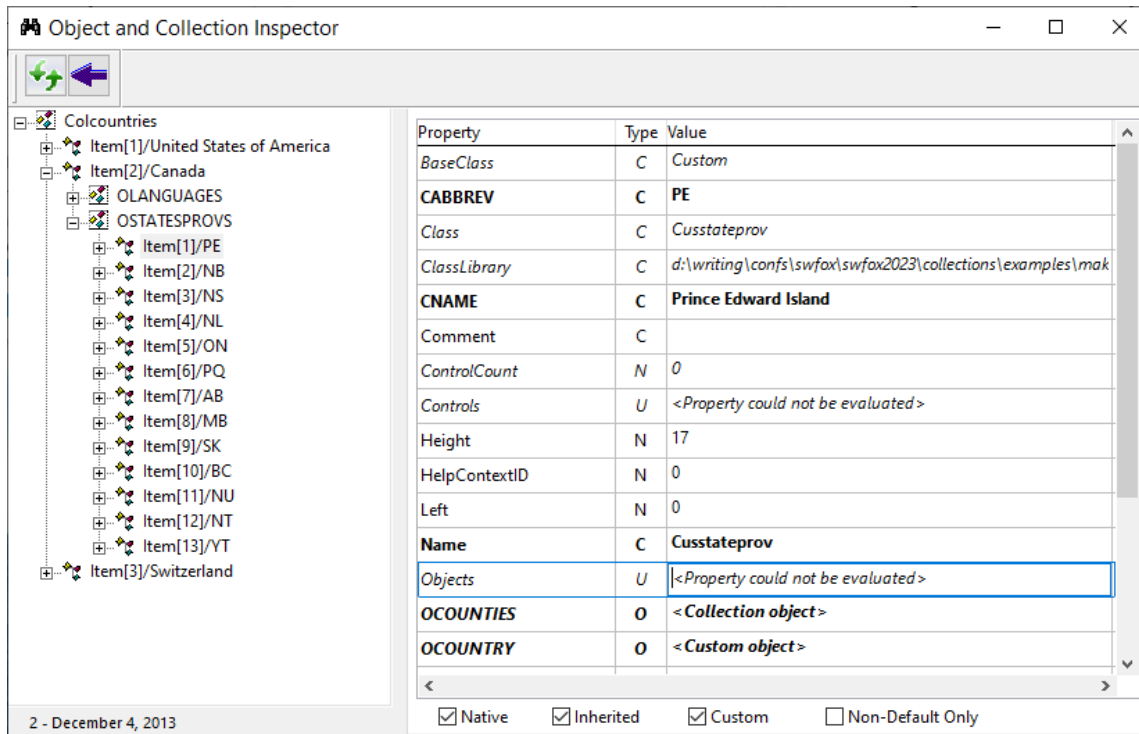 Object and Collection Inspector
Colcountries
Item[1]/United States of America
Item[2]/Canada
OLANGUAGES
OSTATESPROVS
Item[1]/PE
Item[2]/NB
Item[3]/NS
Item[4]/NL
Item[5]/ON
Item[6]/PQ
Item[7]/AB
Item[8]/MB
Item[9]/SK
Item[10]/BC
Item[11]/NU
Item[12]/NT
Item[13]/YT
Item[3]/Switzerland
Property Type Value
BaseClass C Custom
CABBREV C PE
Class C Cusstateprov
ClassLibrary C d:\writing\confs\swfox\swfox2023\collections\examples\mak
CNAME C Prince Edward Island
Comment C
ControlCount N 0
Controls U <Property could not be evaluated>
Height N 17
HelpContextID N 0
Left N 0
Name C Cusstateprov
Objects U <Property could not be evaluated>
OCOUNTIES O <Collection object>
OCOUNTRY O <Custom object>
2 - December 4, 2013
Native Inherited Custom Non-Default Only